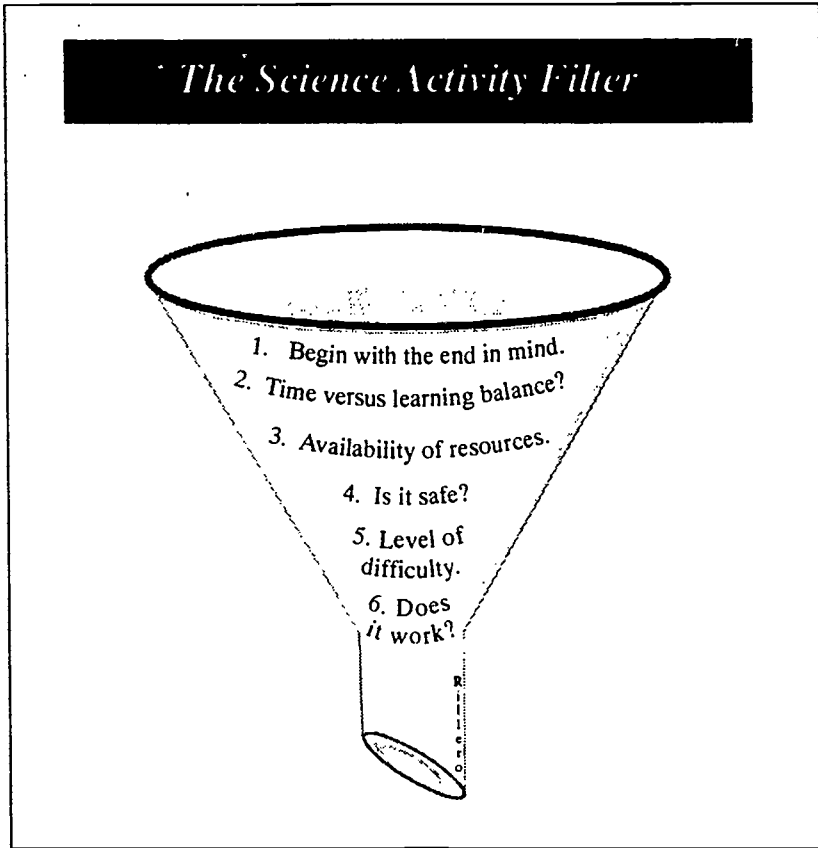 The Science Activity Filter
1. Begin with the end in mind.
2. Time versus learning balance?
3. Availability of resources.
4. Is it safe?
5. Level of
difficulty.
6. Does
it work?
Rillero